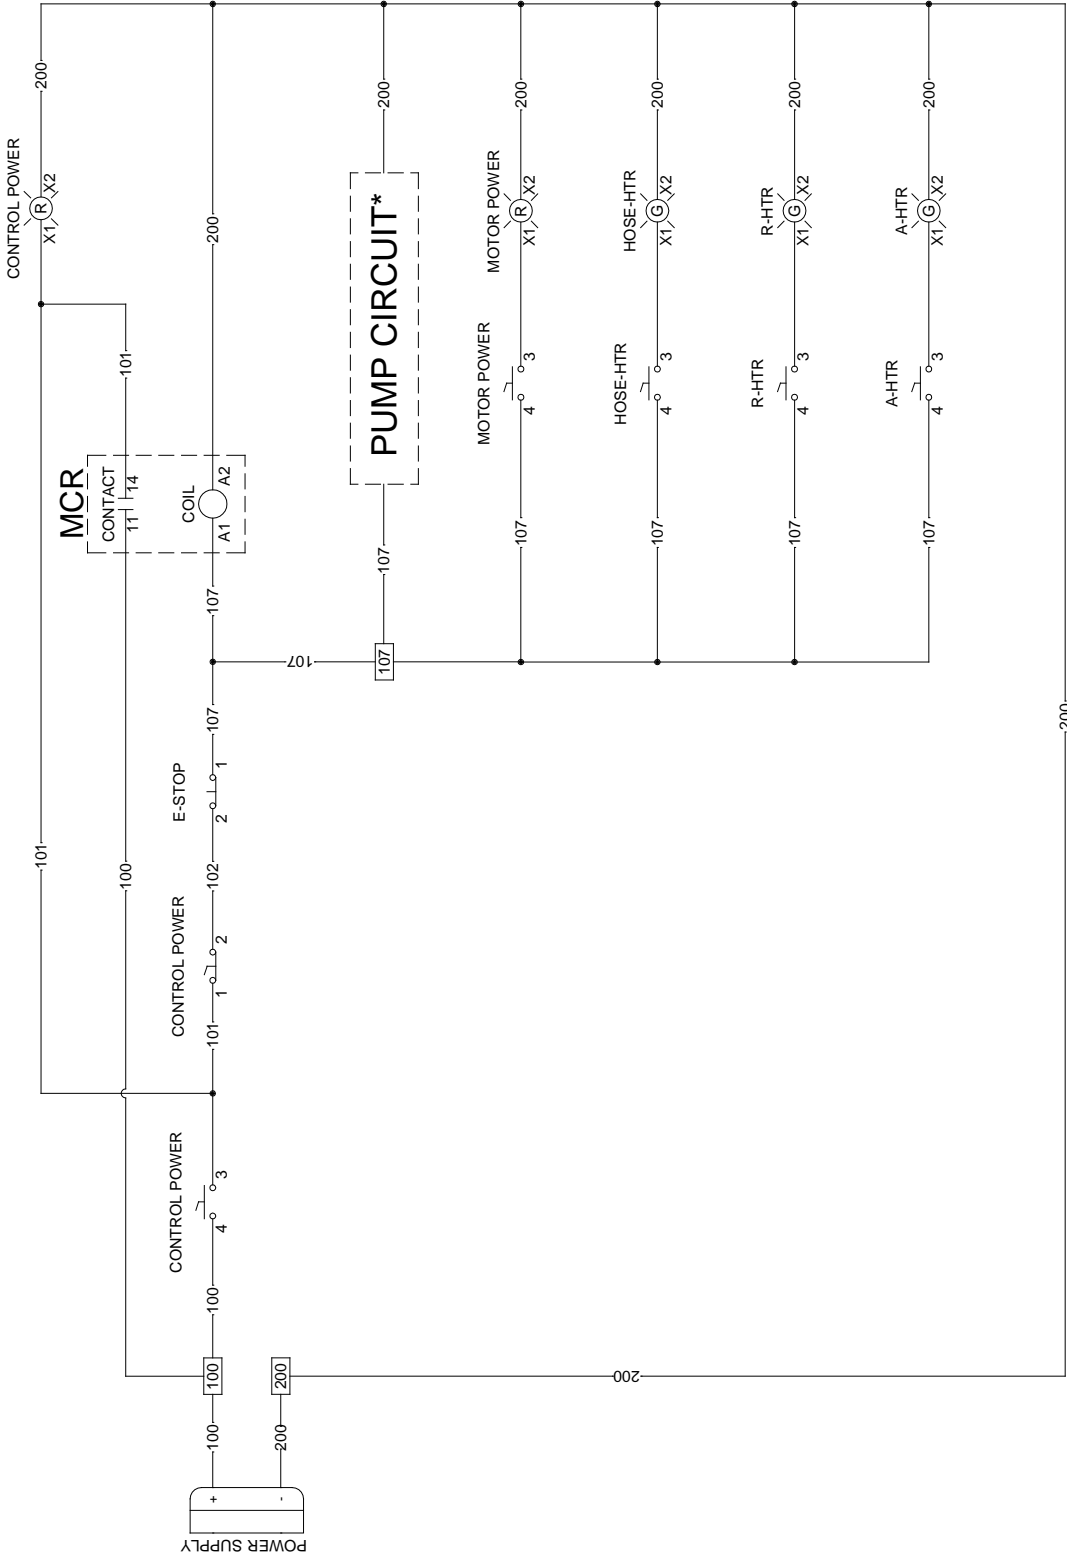 CONTROL POWER
X1 R X2
200
101
101
MCR
CONTACT
11 14
100
COIL
A1 A2
107
200
POWER SUPPLY
+
-
100
200
100
200
100
CONTROL POWER
4 3
101
CONTROL POWER
1 2
102
E-STOP
2 1
107
107
107
107
PUMP CIRCUIT*
200
107
MOTOR POWER
4 3
MOTOR POWER
X1 R X2
200
107
HOSE-HTR
4 3
HOSE-HTR
X1 G X2
200
107
R-HTR
4 3
R-HTR
X1 G X2
200
107
A-HTR
4 3
A-HTR
X1 G X2
200
200
200